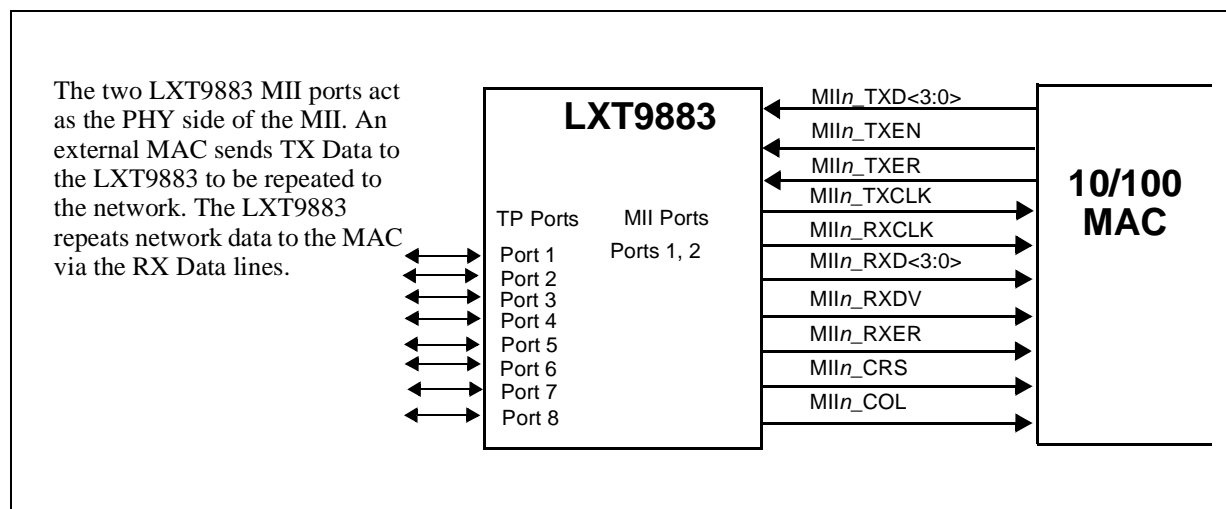 The two LXT9883 MII ports act
as the PHY side of the MII. An
external MAC sends TX Data to
the LXT9883 to be repeated to
the network. The LXT9883
repeats network data to the MAC
via the RX Data lines.
LXT9883
TP Ports
Port 1
Port 2
Port 3
Port 4
Port 5
Port 6
Port 7
Port 8
MII Ports
Ports 1, 2
MIIn_TXD<3:0>
MIIn_TXEN
MIIn_TXER
MIIn_TXCLK
MIIn_RXCLK
MIIn_RXD<3:0>
MIIn_RXDV
MIIn_RXER
MIIn_CRS
MIIn_COL
10/100
MAC